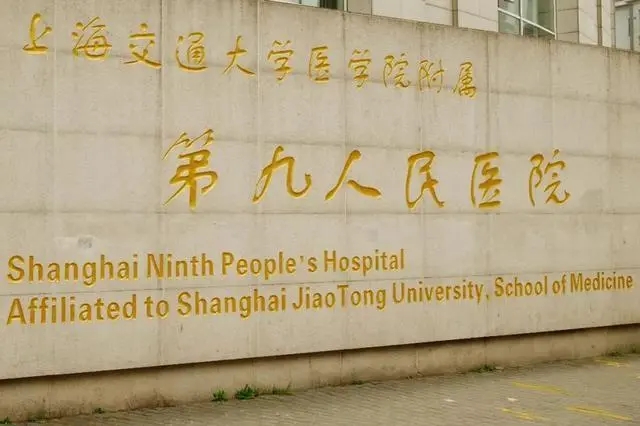 上海交通大学医学院附属
第九人民医院
Shanghai Ninth People's Hospital
Affiliated to Shanghai JiaoTong University, School of Medicine